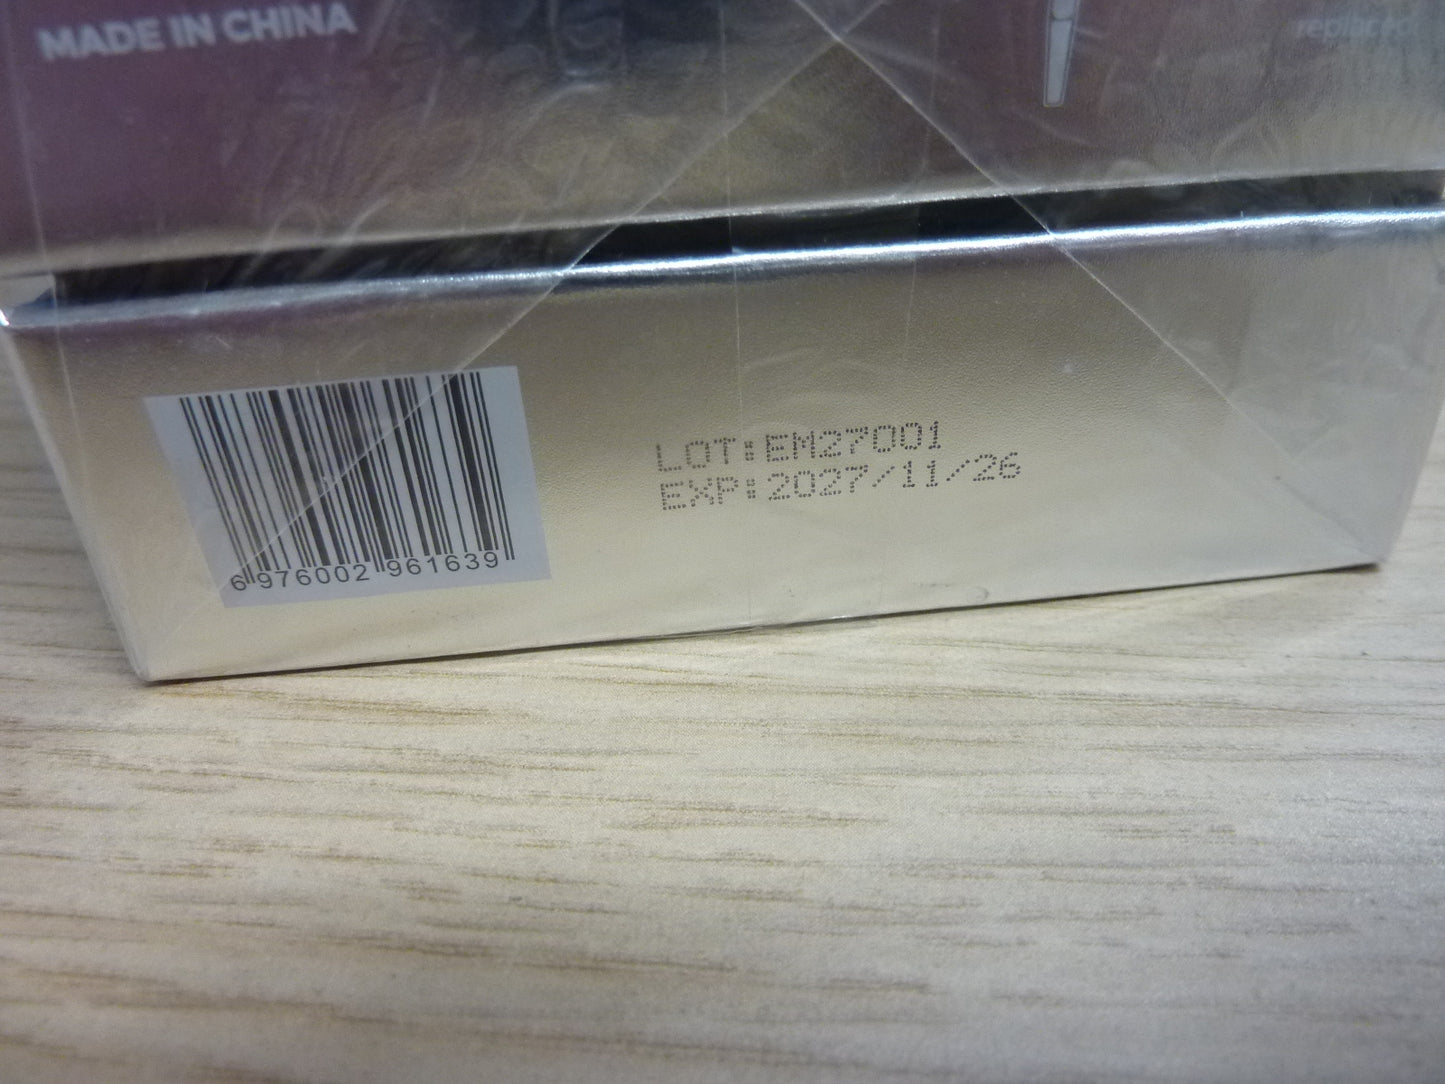 MADE IN CHINA
LOT:EM27001
EXP:2027/11/26
6 976002 961639